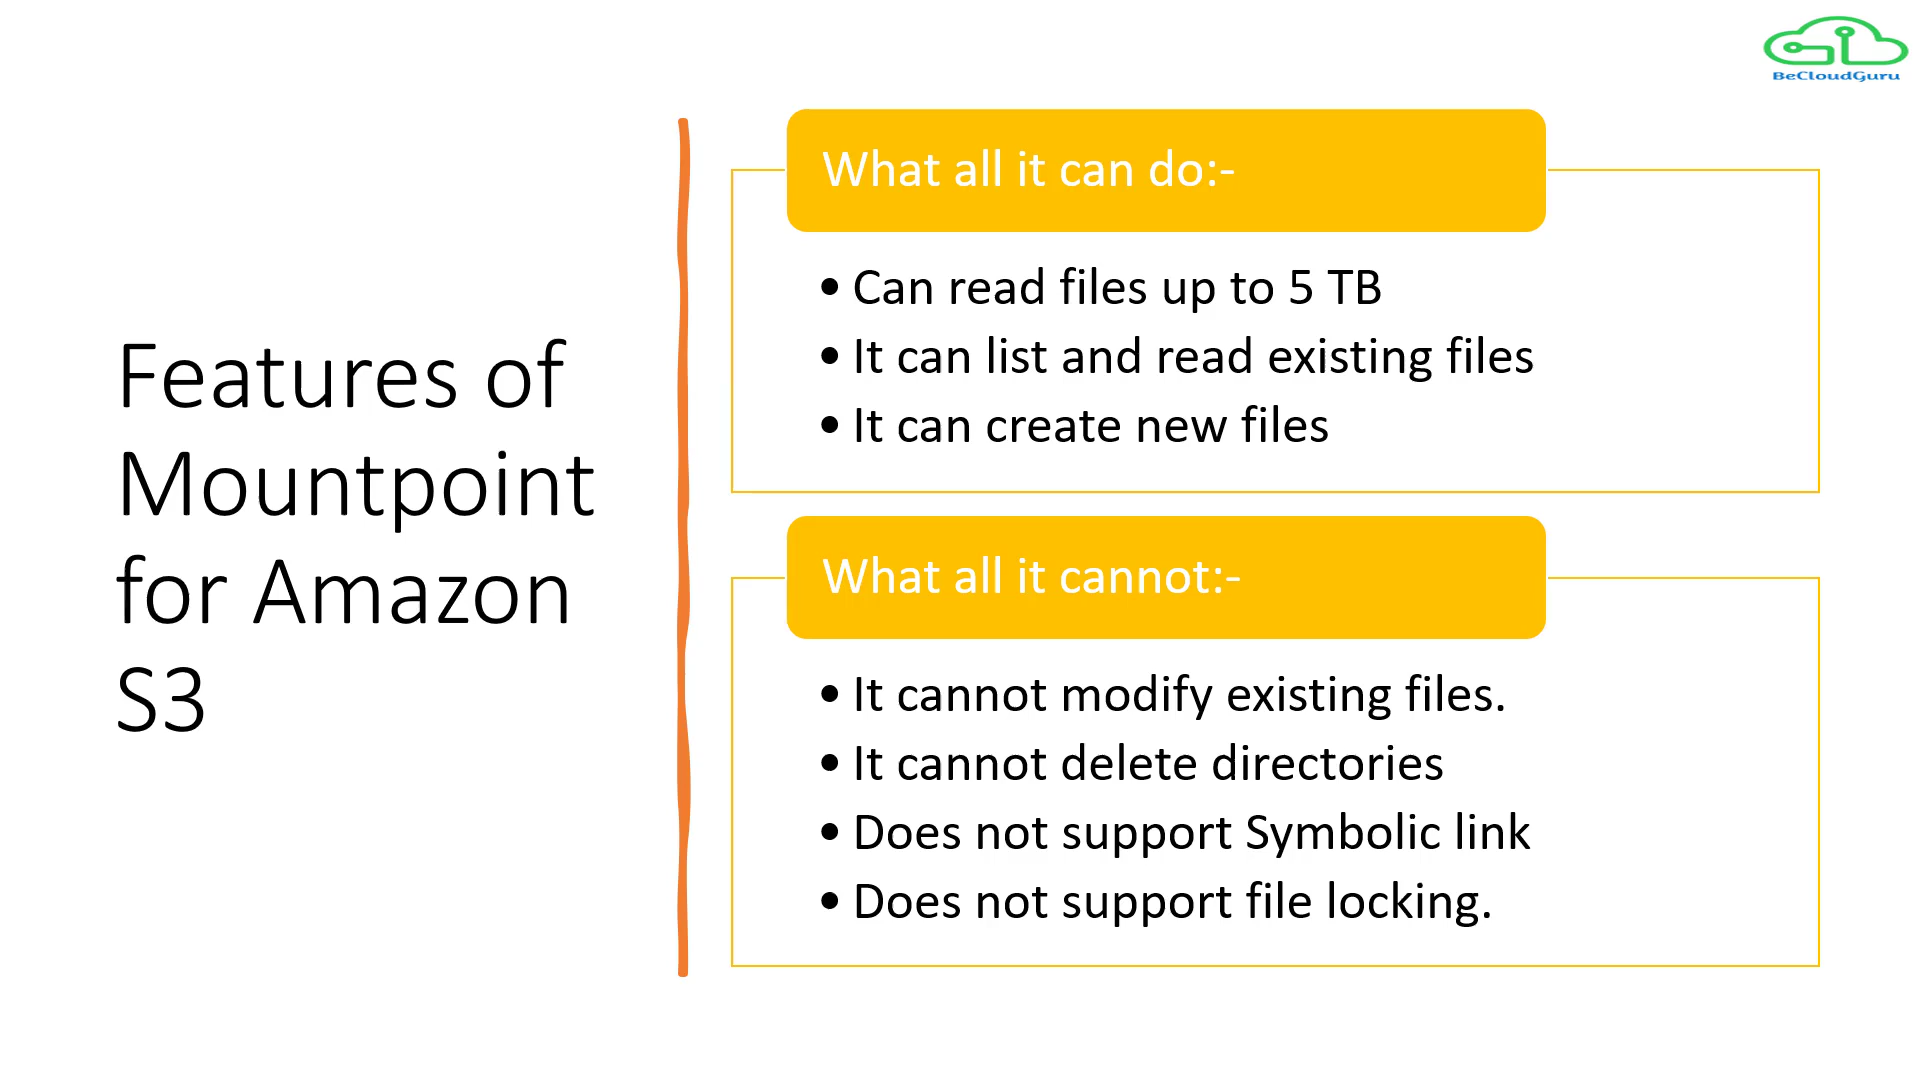 BeCloudGuru
Features of
Mountpoint
for Amazon
S3
What all it can do:-
• Can read files up to 5 TB
• It can list and read existing files
• It can create new files
What all it cannot:-
• It cannot modify existing files.
• It cannot delete directories
• Does not support Symbolic link
• Does not support file locking.